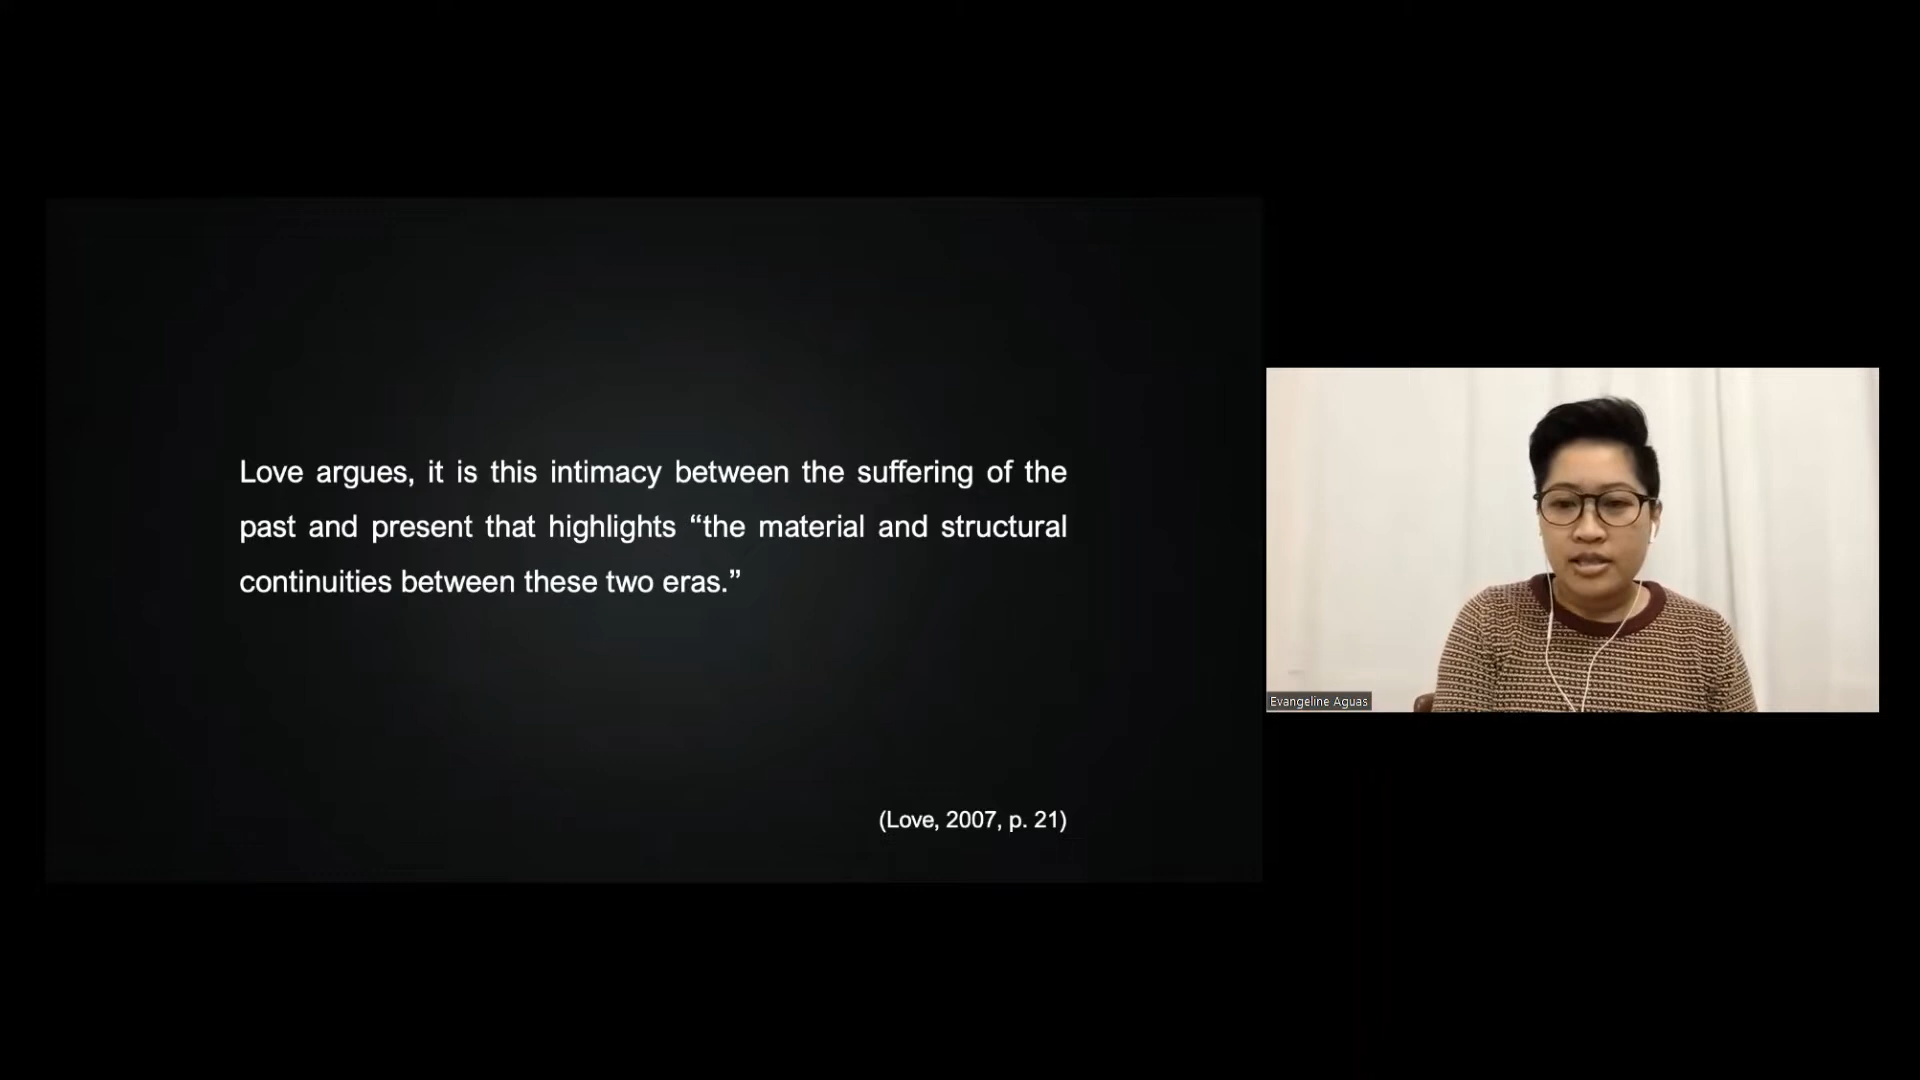 Love argues, it is this intimacy between the suffering of the
past and present that highlights “the material and structural
continuities between these two eras.”
(Love, 2007, p. 21)
Evangeline Aguas